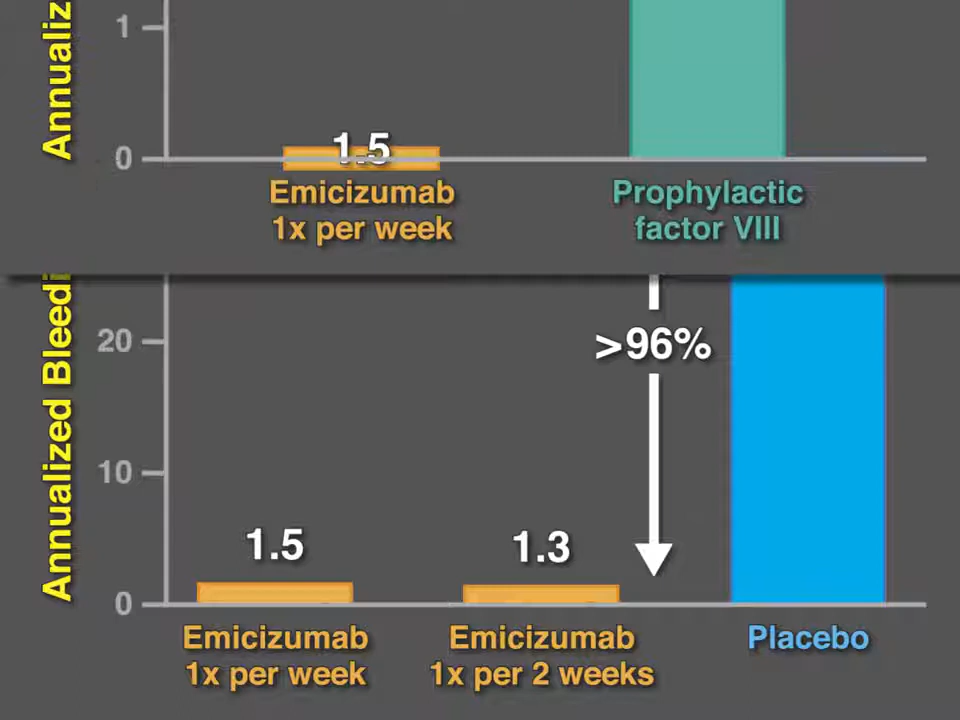 Annualiz
1
0
1.5
Emicizumab
1x per week
Prophylactic
factor VIII
Annualized Bleedi
20
10
0
>96%
1.5
1.3
Emicizumab
1x per week
Emicizumab
1x per 2 weeks
Placebo